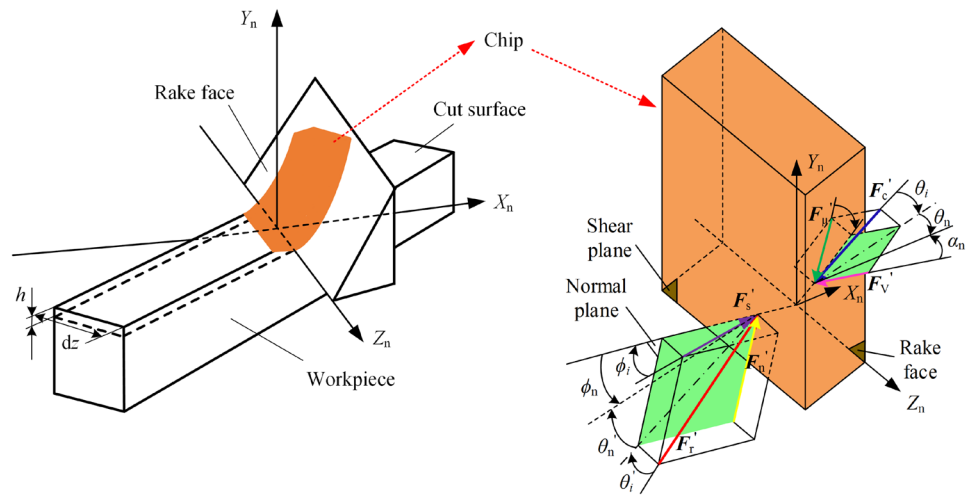 Yn
Rake face
Chip
Cut surface
Xn
h
dz
Zn
Workpiece
Yn
Fμ
Fc'
θi
θn
αn
Shear
plane
Normal
plane
Fs'
Xn
FV'
Rake
face
Zn
ϕi
ϕn
Fn'
θn'
Fr'
θi'